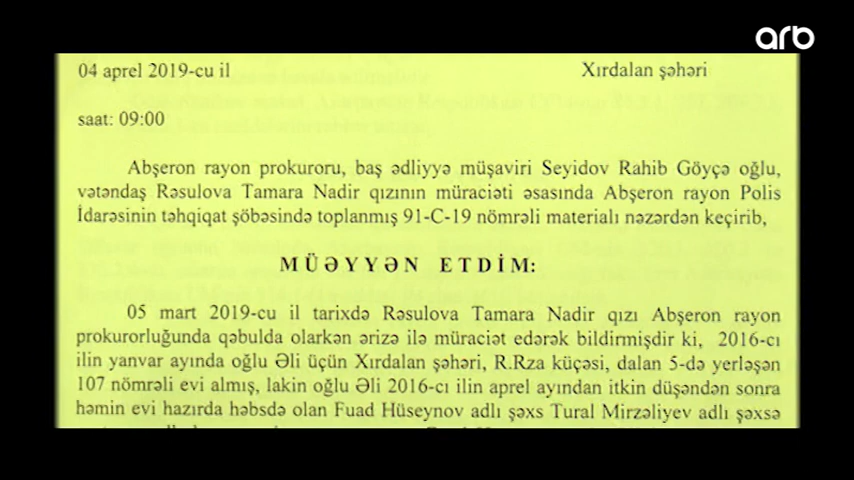 arb
04 aprel 2019-cu il Xırdalan şəhəri
saat: 09:00
Abşeron rayon prokuroru, baş ədliyyə müşaviri Seyidov Rahib Göyçə oğlu,
vətəndaş Rəsulova Tamara Nadir qızının müraciəti əsasında Abşeron rayon Polis
İdarəsinin təhqiqat şöbəsində toplanmış 91-C-19 nömrəli materialı nəzərdən keçirib,
MÜƏYYƏN ETDİM:
05 mart 2019-cu il tarixdə Rəsulova Tamara Nadir qızı Abşeron rayon
prokurorluğunda qəbulda olarkən ərizə ilə müraciət edərək bildirmişdir ki, 2016-cı
ilin yanvar ayında oğlu Əli üçün Xırdalan şəhəri, R.Rza küçəsi, dalan 5-də yerləşən
107 nömrəli evi almış, lakin oğlu Əli 2016-cı ilin aprel ayından itkin düşəndən sonra
həmin evi hazırda həbsdə olan Fuad Hüseynov adlı şəxs Tural Mirzəliyev adlı şəxsə